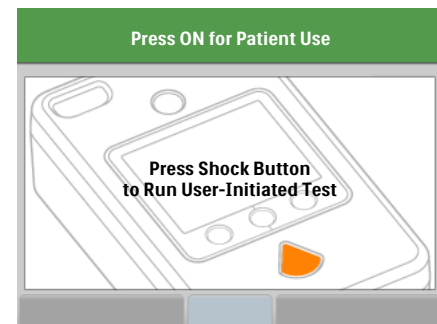 Press ON for Patient Use
Press Shock Button
to Run User-Initiated Test